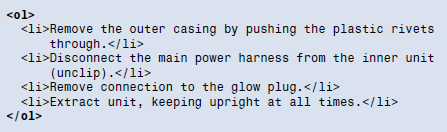 <ol>
<li>Remove the outer casing by pushing the plastic rivets
through.</li>
<li>Disconnect the main power harness from the inner unit
(unclip).</li>
<li>Remove connection to the glow plug.</li>
<li>Extract unit, keeping upright at all times.</li>
</ol>